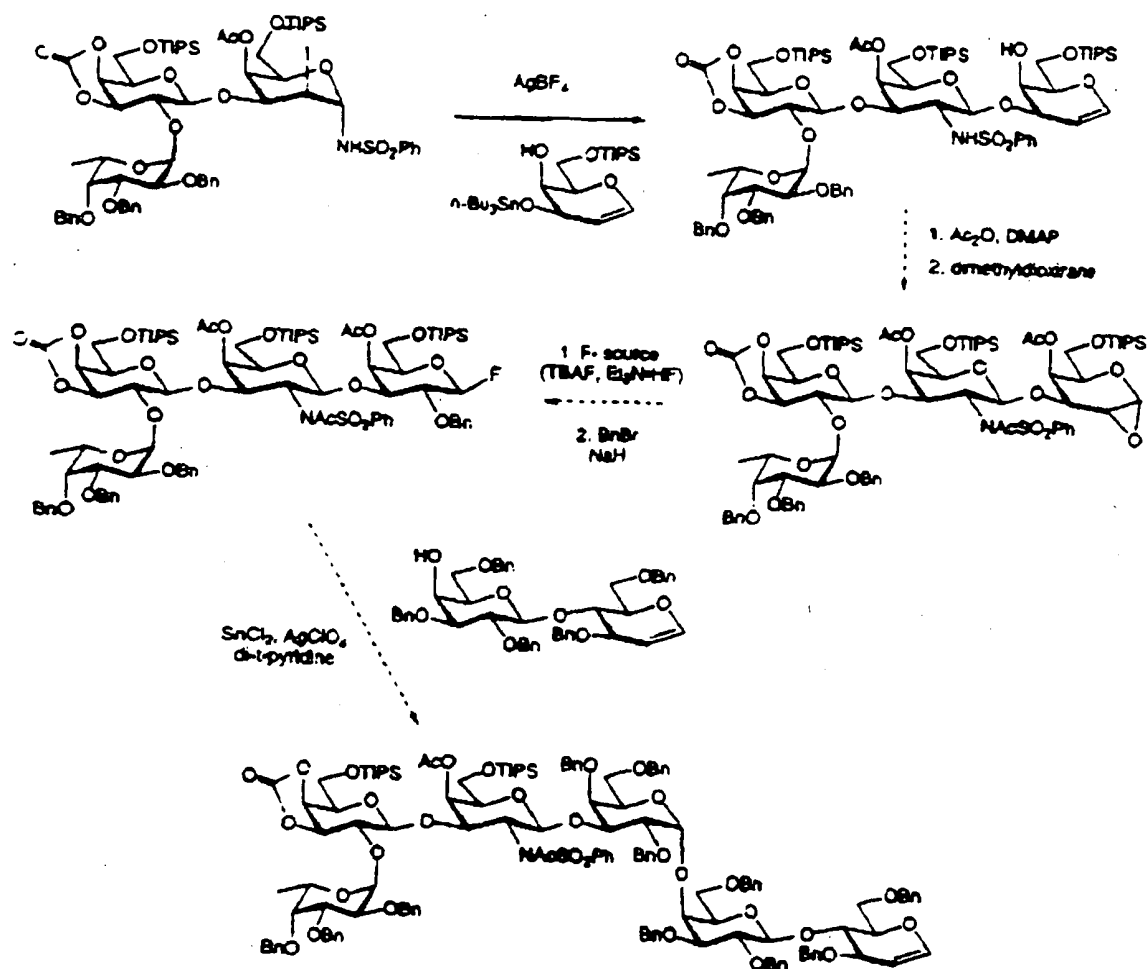 OTIPS
AcO
OTIPS
O
O
O
O
O
O
I
NHSO₂Ph
O
O
OBn
OBn
BnO
AgBF₄
HO
OTIPS
O
n-Bu₃SnO
O
O
OTIPS
AcO
OTIPS
HO
OTIPS
O
O
O
O
O
O
O
NHSO₂Ph
O
OBn
OBn
BnO
1. Ac₂O, DMAP
2. dimethyldioxirane
O
O
OTIPS
AcO
OTIPS
AcO
OTIPS
O
O
O
O
O
O
F
OBn
NAcSO₂Ph
O
O
OBn
OBn
BnO
1. F- source
(TBAF, Et₃N•HF)
2. BnBr
NaH
O
O
OTIPS
AcO
OTIPS
AcO
OTIPS
O
O
O
O
O
O
O
NAcSO₂Ph
O
O
OBn
OBn
BnO
HO
OBn
OBn
O
O
O
BnO
OBn
BnO
SnCl₂, AgClO₄
di-t-pyridine
O
O
OTIPS
AcO
OTIPS
BnO
OBn
O
O
O
O
O
O
O
NAcSO₂Ph
BnO
O
OBn
OBn
O
OBn
OBn
BnO
O
O
O
BnO
OBn
BnO